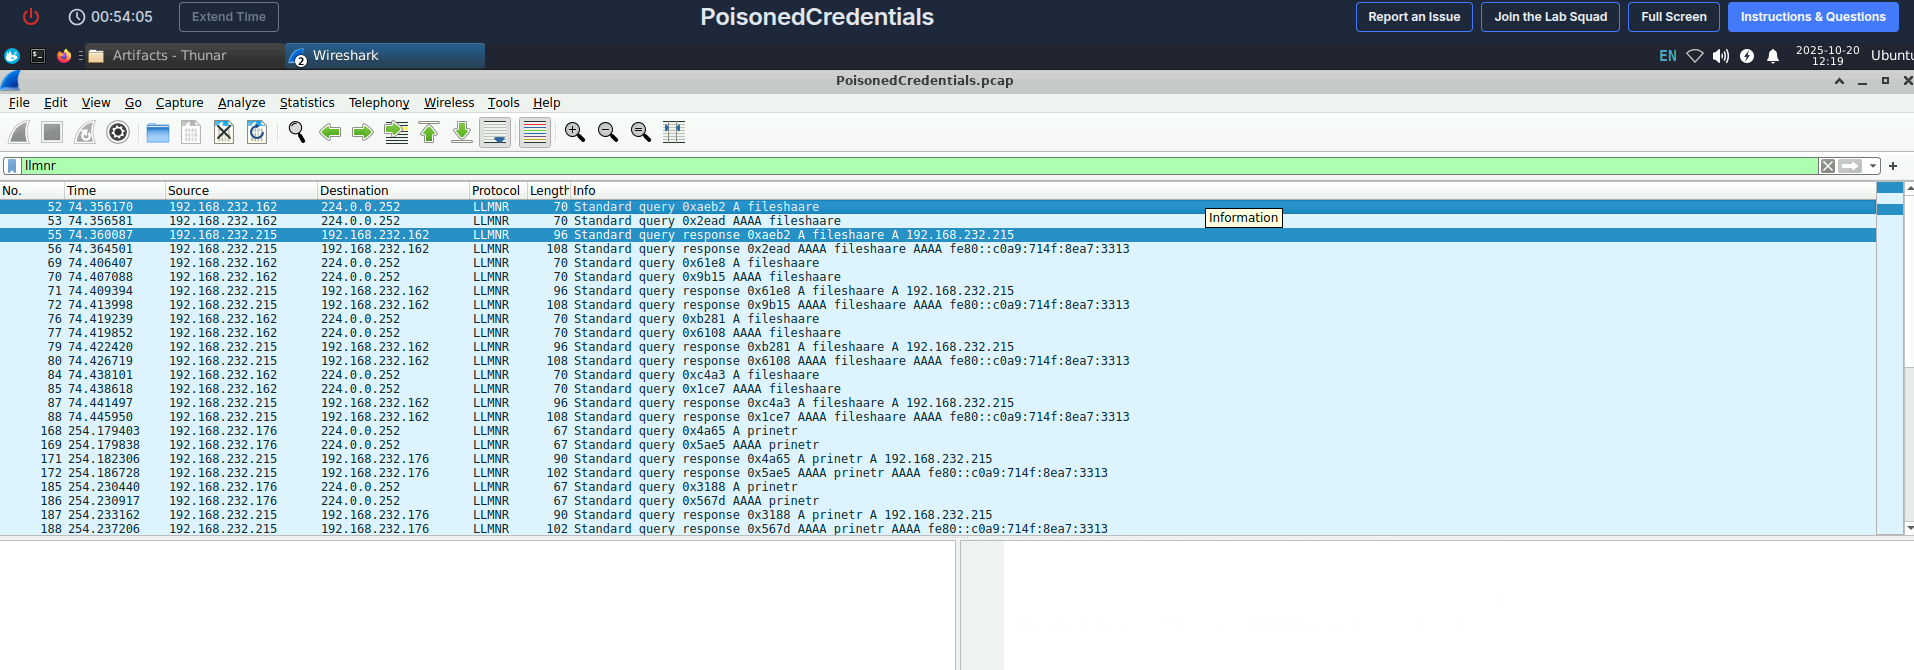 00:54:05 Extend Time PoisonedCredentials Report an Issue Join the Lab Squad Full Screen Instructions & Questions
Artifacts - Thunar 2 Wireshark EN 2025-10-20 12:19 Ubuntu
PoisonedCredentials.pcap
File Edit View Go Capture Analyze Statistics Telephony Wireless Tools Help
llmnr
No. Time Source Destination Protocol Length Info
52 74.356170 192.168.232.162 224.0.0.252 LLMNR 70 Standard query 0xaeb2 A fileshaare
Information
53 74.356581 192.168.232.162 224.0.0.252 LLMNR 70 Standard query 0x2ead AAAA fileshaare
55 74.360087 192.168.232.215 192.168.232.162 LLMNR 96 Standard query response 0xaeb2 A fileshaare A 192.168.232.215
56 74.364501 192.168.232.215 192.168.232.162 LLMNR 108 Standard query response 0x2ead AAAA fileshaare AAAA fe80::c0a9:714f:8ea7:3313
69 74.406407 192.168.232.162 224.0.0.252 LLMNR 70 Standard query 0x61e8 A fileshaare
70 74.407088 192.168.232.162 224.0.0.252 LLMNR 70 Standard query 0x9b15 AAAA fileshaare
71 74.409394 192.168.232.215 192.168.232.162 LLMNR 96 Standard query response 0x61e8 A fileshaare A 192.168.232.215
72 74.413998 192.168.232.215 192.168.232.162 LLMNR 108 Standard query response 0x9b15 AAAA fileshaare AAAA fe80::c0a9:714f:8ea7:3313
76 74.419239 192.168.232.162 224.0.0.252 LLMNR 70 Standard query 0xb281 A fileshaare
77 74.419852 192.168.232.162 224.0.0.252 LLMNR 70 Standard query 0x6108 AAAA fileshaare
79 74.422420 192.168.232.215 192.168.232.162 LLMNR 96 Standard query response 0xb281 A fileshaare A 192.168.232.215
80 74.426719 192.168.232.215 192.168.232.162 LLMNR 108 Standard query response 0x6108 AAAA fileshaare AAAA fe80::c0a9:714f:8ea7:3313
84 74.438101 192.168.232.162 224.0.0.252 LLMNR 70 Standard query 0xc4a3 A fileshaare
85 74.438618 192.168.232.162 224.0.0.252 LLMNR 70 Standard query 0x1ce7 AAAA fileshaare
87 74.441497 192.168.232.215 192.168.232.162 LLMNR 96 Standard query response 0xc4a3 A fileshaare A 192.168.232.215
88 74.445950 192.168.232.215 192.168.232.162 LLMNR 108 Standard query response 0x1ce7 AAAA fileshaare AAAA fe80::c0a9:714f:8ea7:3313
168 254.179403 192.168.232.176 224.0.0.252 LLMNR 67 Standard query 0x4a65 A prinetr
169 254.179838 192.168.232.176 224.0.0.252 LLMNR 67 Standard query 0x5ae5 AAAA prinetr
171 254.182306 192.168.232.215 192.168.232.176 LLMNR 90 Standard query response 0x4a65 A prinetr A 192.168.232.215
172 254.186728 192.168.232.215 192.168.232.176 LLMNR 102 Standard query response 0x5ae5 AAAA prinetr AAAA fe80::c0a9:714f:8ea7:3313
185 254.230440 192.168.232.176 224.0.0.252 LLMNR 67 Standard query 0x3188 A prinetr
186 254.230917 192.168.232.176 224.0.0.252 LLMNR 67 Standard query 0x567d AAAA prinetr
187 254.233162 192.168.232.215 192.168.232.176 LLMNR 90 Standard query response 0x3188 A prinetr A 192.168.232.215
188 254.237206 192.168.232.215 192.168.232.176 LLMNR 102 Standard query response 0x567d AAAA prinetr AAAA fe80::c0a9:714f:8ea7:3313